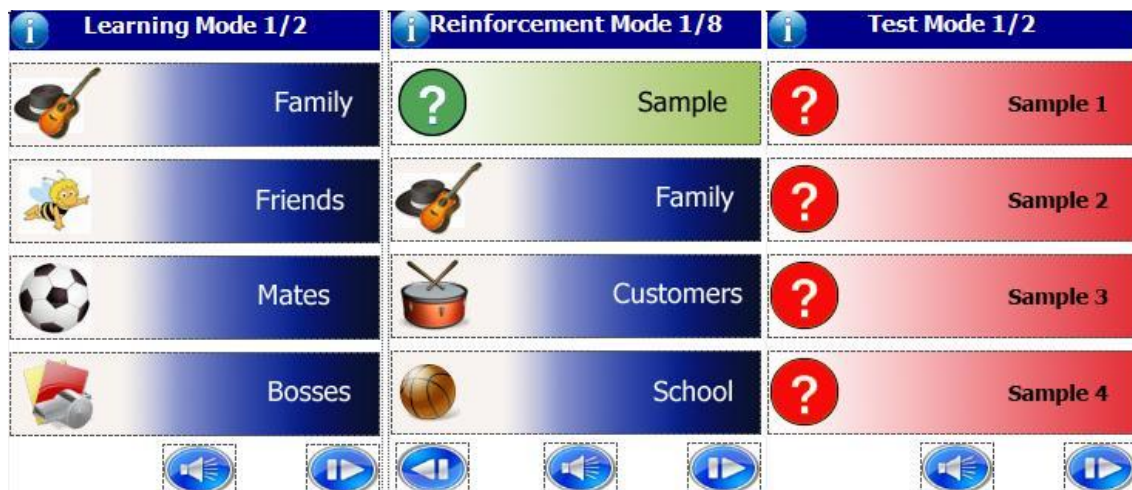 Learning Mode 1/2
Family
Friends
Mates
Bosses
Reinforcement Mode 1/8
? Sample
Family
Customers
School
Test Mode 1/2
? Sample 1
? Sample 2
? Sample 3
? Sample 4